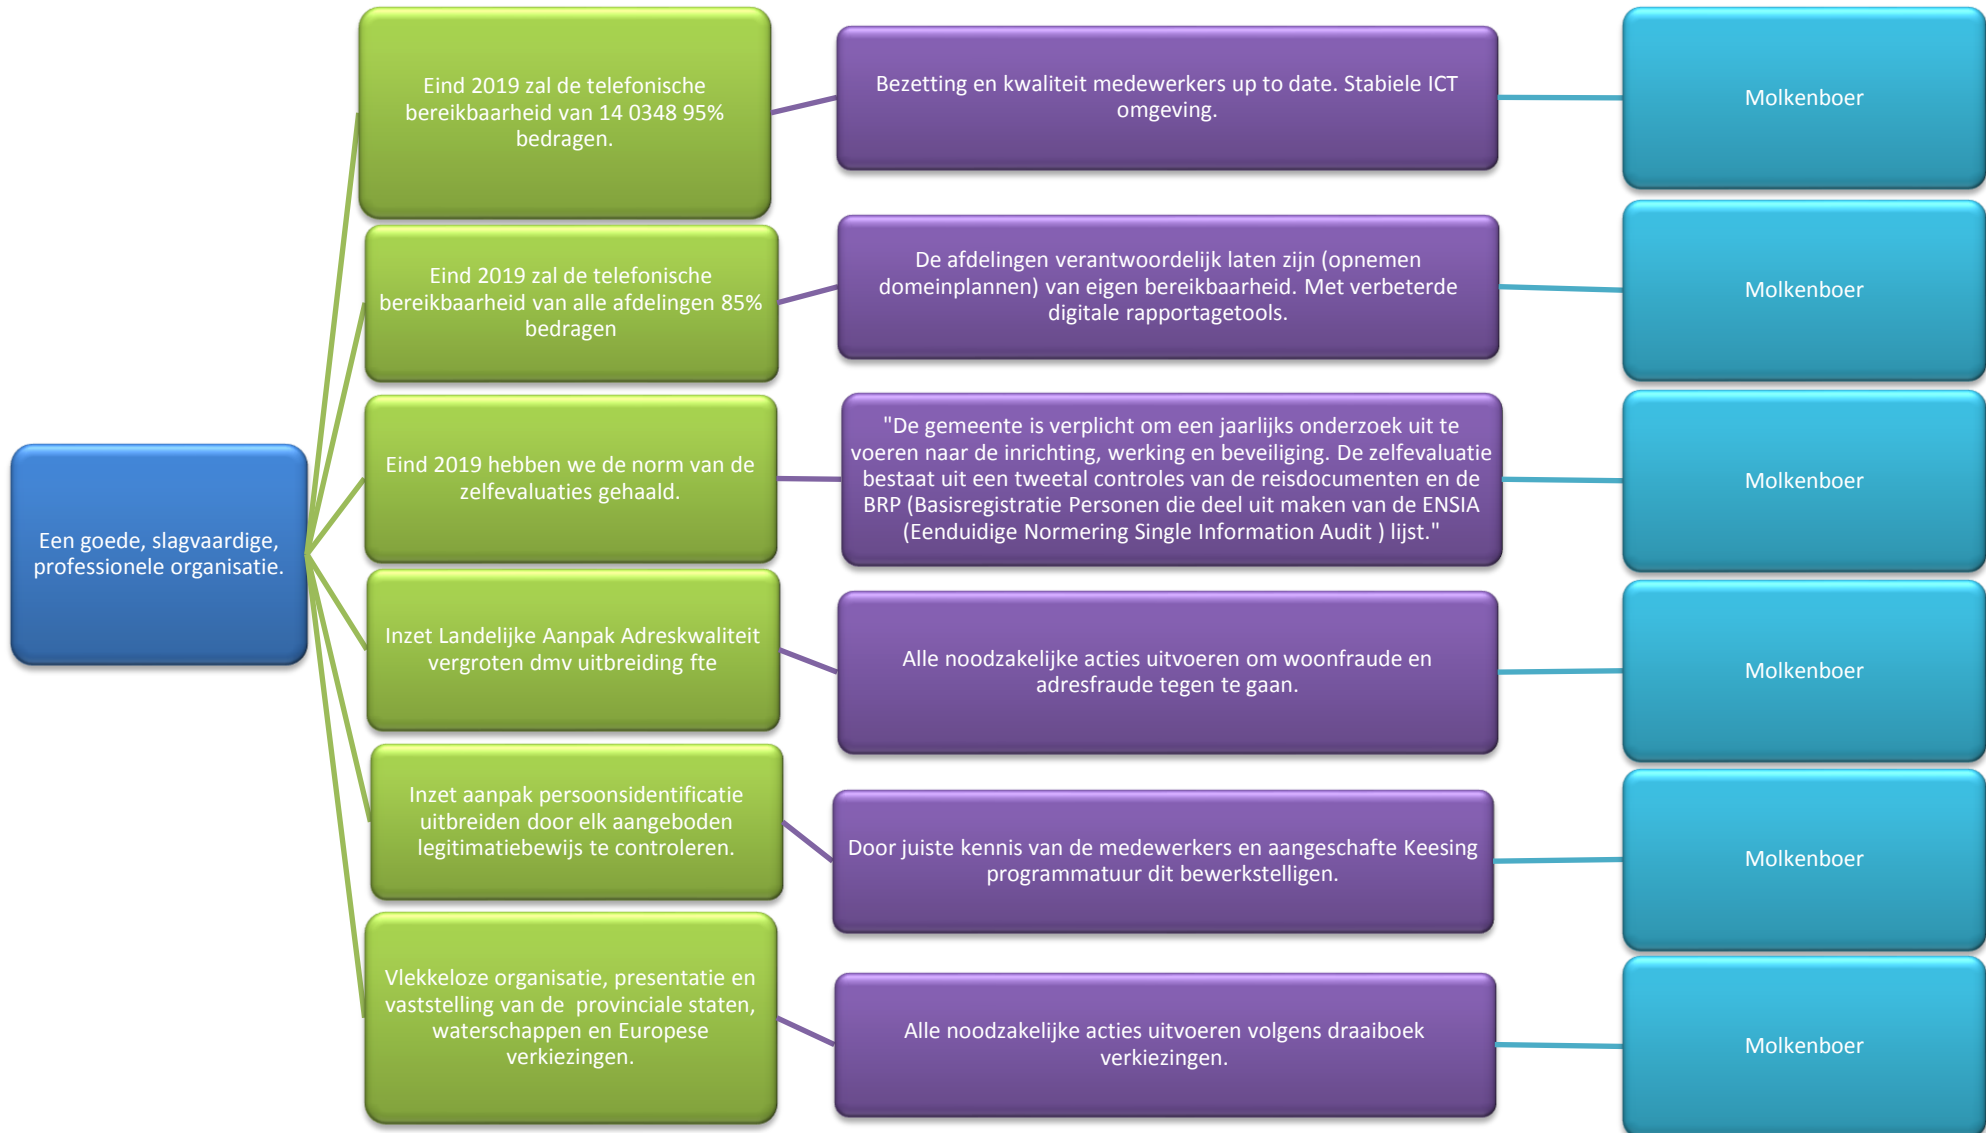 Een goede, slagvaardige,
professionele organisatie.
Eind 2019 zal de telefonische
bereikbaarheid van 14 0348 95%
bedragen.
Bezetting en kwaliteit medewerkers up to date. Stabiele ICT
omgeving.
Molkenboer
Eind 2019 zal de telefonische
bereikbaarheid van alle afdelingen 85%
bedragen
De afdelingen verantwoordelijk laten zijn (opnemen
domeinplannen) van eigen bereikbaarheid. Met verbeterde
digitale rapportagetools.
Molkenboer
Eind 2019 hebben we de norm van de
zelfevaluaties gehaald.
"De gemeente is verplicht om een jaarlijks onderzoek uit te
voeren naar de inrichting, werking en beveiliging. De zelfevaluatie
bestaat uit een tweetal controles van de reisdocumenten en de
BRP (Basisregistratie Personen die deel uit maken van de ENSIA
(Eenduidige Normering Single Information Audit ) lijst."
Molkenboer
Inzet Landelijke Aanpak Adreskwaliteit
vergroten dmv uitbreiding fte
Alle noodzakelijke acties uitvoeren om woonfraude en
adresfraude tegen te gaan.
Molkenboer
Inzet aanpak persoonsidentificatie
uitbreiden door elk aangeboden
legitimatiebewijs te controleren.
Door juiste kennis van de medewerkers en aangeschafte Keesing
programmatuur dit bewerkstelligen.
Molkenboer
Vlekkeloze organisatie, presentatie en
vaststelling van de  provinciale staten,
waterschappen en Europese
verkiezingen.
Alle noodzakelijke acties uitvoeren volgens draaiboek
verkiezingen.
Molkenboer